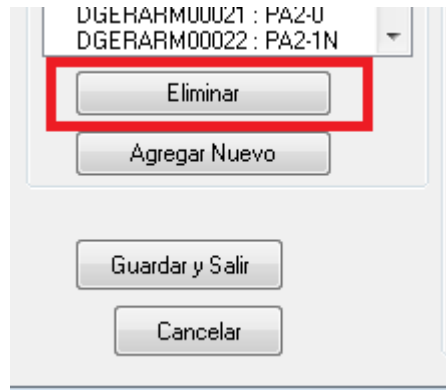 DGERARM00021 : PA2-0
DGERARM00022 : PA2-1N
Eliminar
Agregar Nuevo
Guardar y Salir
Cancelar